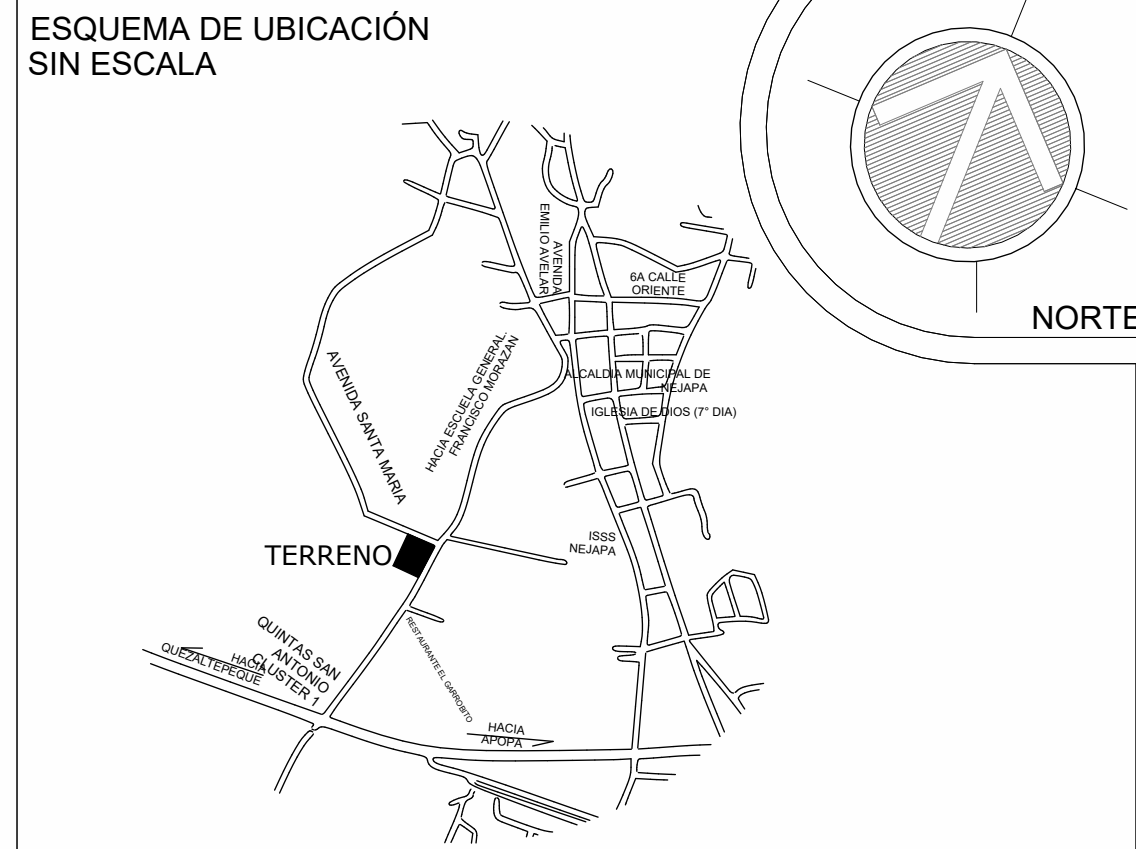 ESQUEMA DE UBICACIÓN
SIN ESCALA
NORTE
AVENIDA
EMILIO AVELAR
6A CALLE
ORIENTE
HACIA ESCUELA GENERAL.
FRANCISCO MORAZAN
AVENIDA SANTA MARIA
ALCALDIA MUNICIPAL DE
NEJAPA
IGLESIA DE DIOS (7° DIA)
ISSS
NEJAPA
TERRENO
QUINTAS SAN
ANTONIO
CLUSTER 1
HACIA
QUEZALTEPEQUE
RESTAURANTE EL GARROBITO
HACIA
APOPA